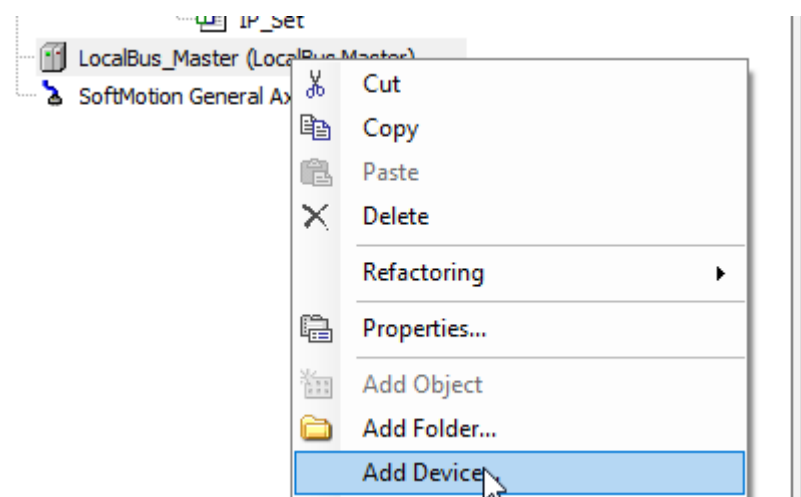 IP_Set
LocalBus_Master (LocalBus Master)
SoftMotion General Ax
Cut
Copy
Paste
Delete
Refactoring
Properties...
Add Object
Add Folder...
Add Device...